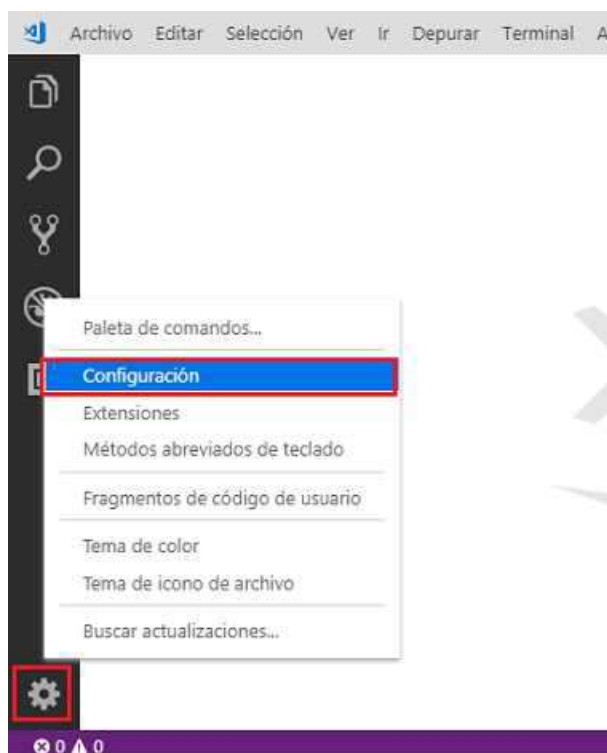 Archivo Editar Selección Ver Ir Depurar Terminal A
Paleta de comandos...
Configuración
Extensiones
Métodos abreviados de teclado
Fragmentos de código de usuario
Tema de color
Tema de icono de archivo
Buscar actualizaciones...
0 0